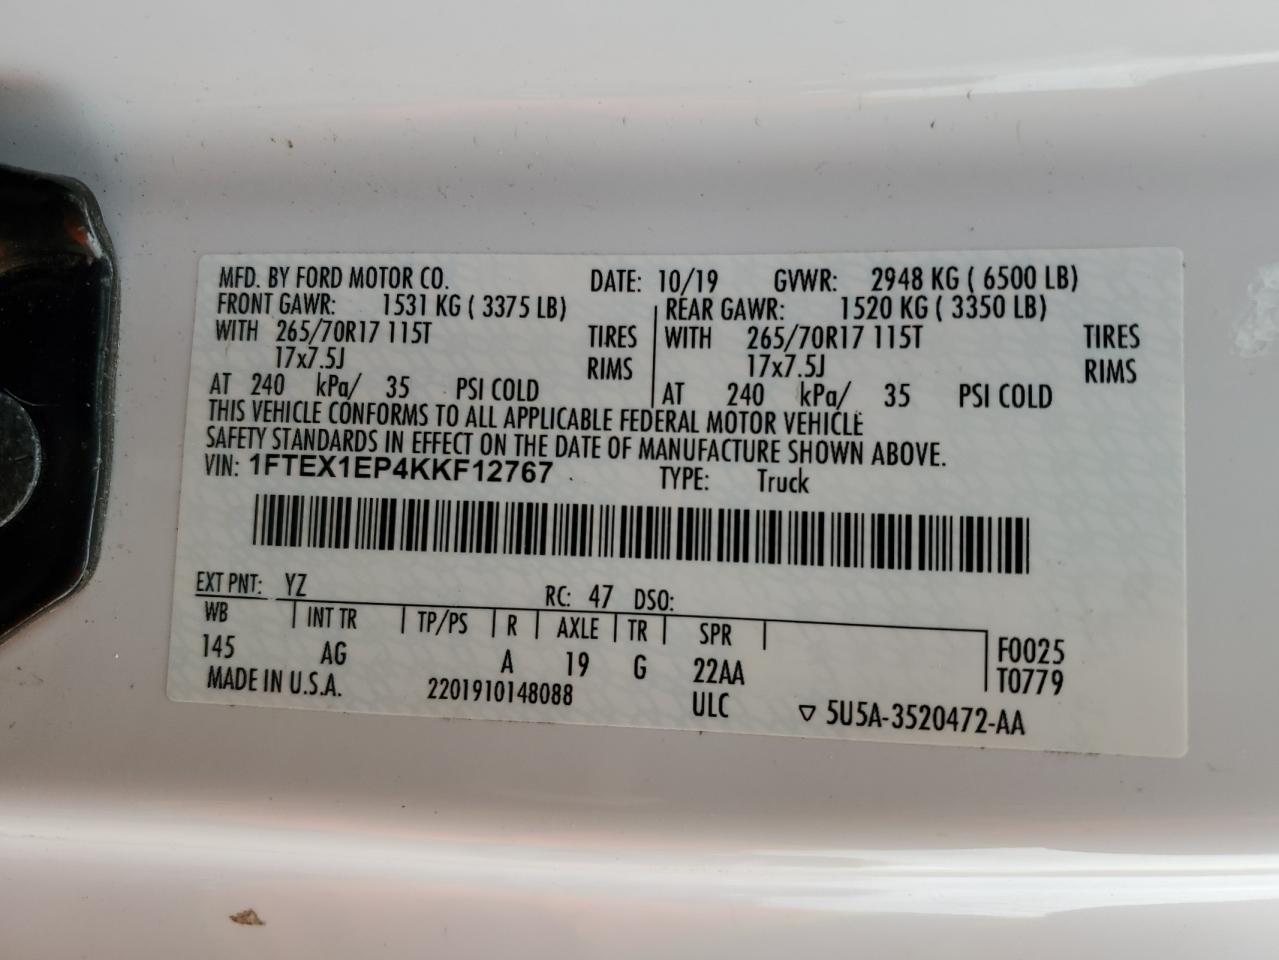 MFD. BY FORD MOTOR CO. DATE: 10/19 GVWR: 2948 KG ( 6500 LB)
FRONT GAWR: 1531 KG ( 3375 LB) REAR GAWR: 1520 KG ( 3350 LB)
WITH 265/70R17 115T TIRES WITH 265/70R17 115T TIRES
17x7.5J RIMS 17x7.5J RIMS
AT 240 kPa/ 35 PSI COLD AT 240 kPa/ 35 PSI COLD
THIS VEHICLE CONFORMS TO ALL APPLICABLE FEDERAL MOTOR VEHICLE
SAFETY STANDARDS IN EFFECT ON THE DATE OF MANUFACTURE SHOWN ABOVE.
VIN: 1FTEX1EP4KKF12767 TYPE: Truck
EXT PNT: YZ RC: 47 DSO:
WB INT TR TP/PS R AXLE TR SPR F0025
145 AG A 19 G 22AA T0779
MADE IN U.S.A. 2201910148088 ULC ▽ 5U5A-3520472-AA